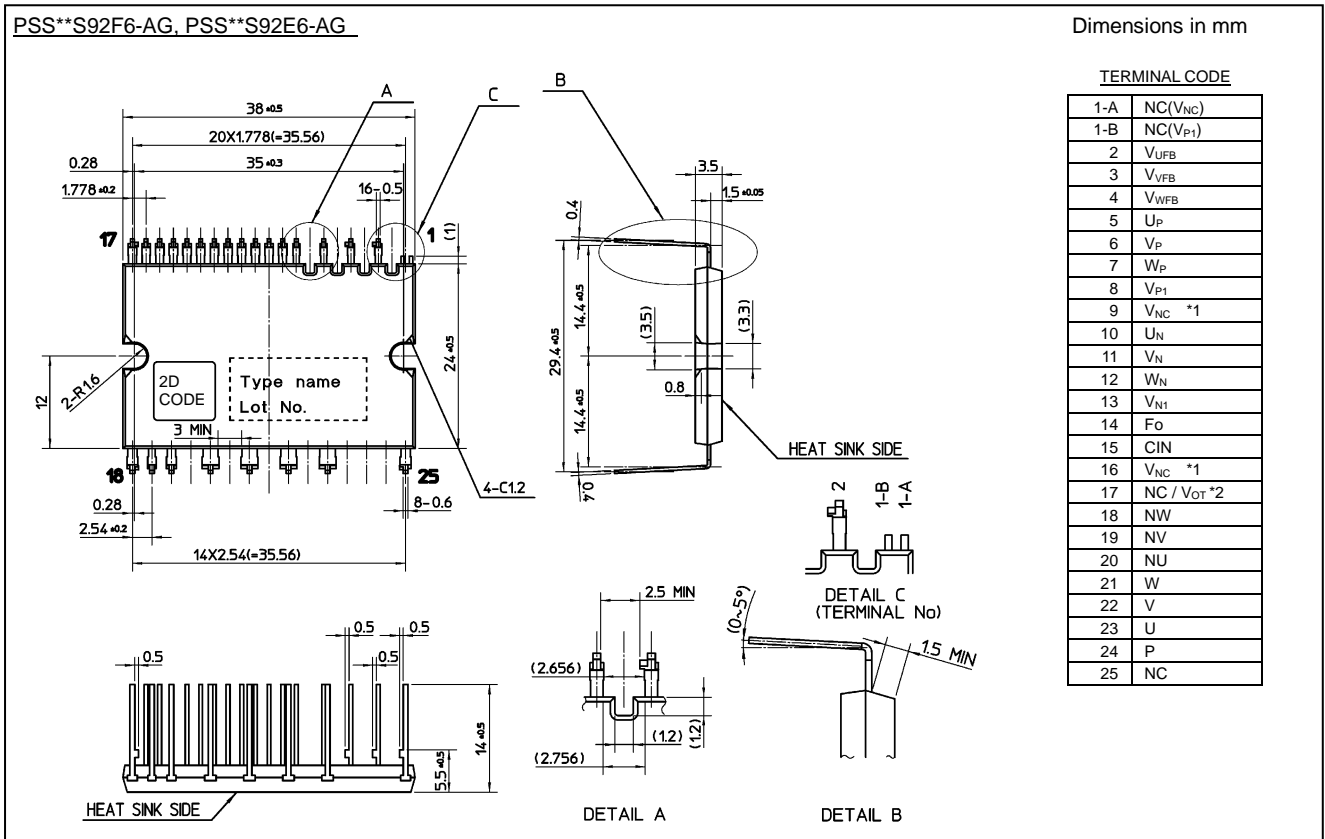 PSS**S92F6-AG, PSS**S92E6-AG
Dimensions in mm
TERMINAL CODE
1-A NC(VNC)
1-B NC(VP1)
2 VUFB
3 VVFB
4 VWFB
5 UP
6 VP
7 WP
8 VP1
9 VNC *1
10 UN
11 VN
12 WN
13 VN1
14 Fo
15 CIN
16 VNC *1
17 NC / VOT *2
18 NW
19 NV
20 NU
21 W
22 V
23 U
24 P
25 NC
A
C
B
38 ±0.5
20X1.778(=35.56)
0.28
35 ±0.3
1.778 ±0.2
16-0.5
17
1
(1)
24 ±0.5
12
2-R1.6
2D
CODE
Type name
Lot No.
3 MIN
18
25
4-C1.2
0.28
8-0.6
2.54 ±0.2
14X2.54(=35.56)
3.5
1.5 ±0.05
0.4
14.4 ±0.5
29.4 ±0.5
(3.5)
(3.3)
0.8
14.4 ±0.5
0.4
HEAT SINK SIDE
2
1-B
1-A
DETAIL C
(TERMINAL No)
0.5
0.5
0.5
0.5
14 ±0.5
5.5 ±0.5
HEAT SINK SIDE
2.5 MIN
(2.656)
(1.2)
(1.2)
(2.756)
DETAIL A
(0~5°)
1.5 MIN
DETAIL B